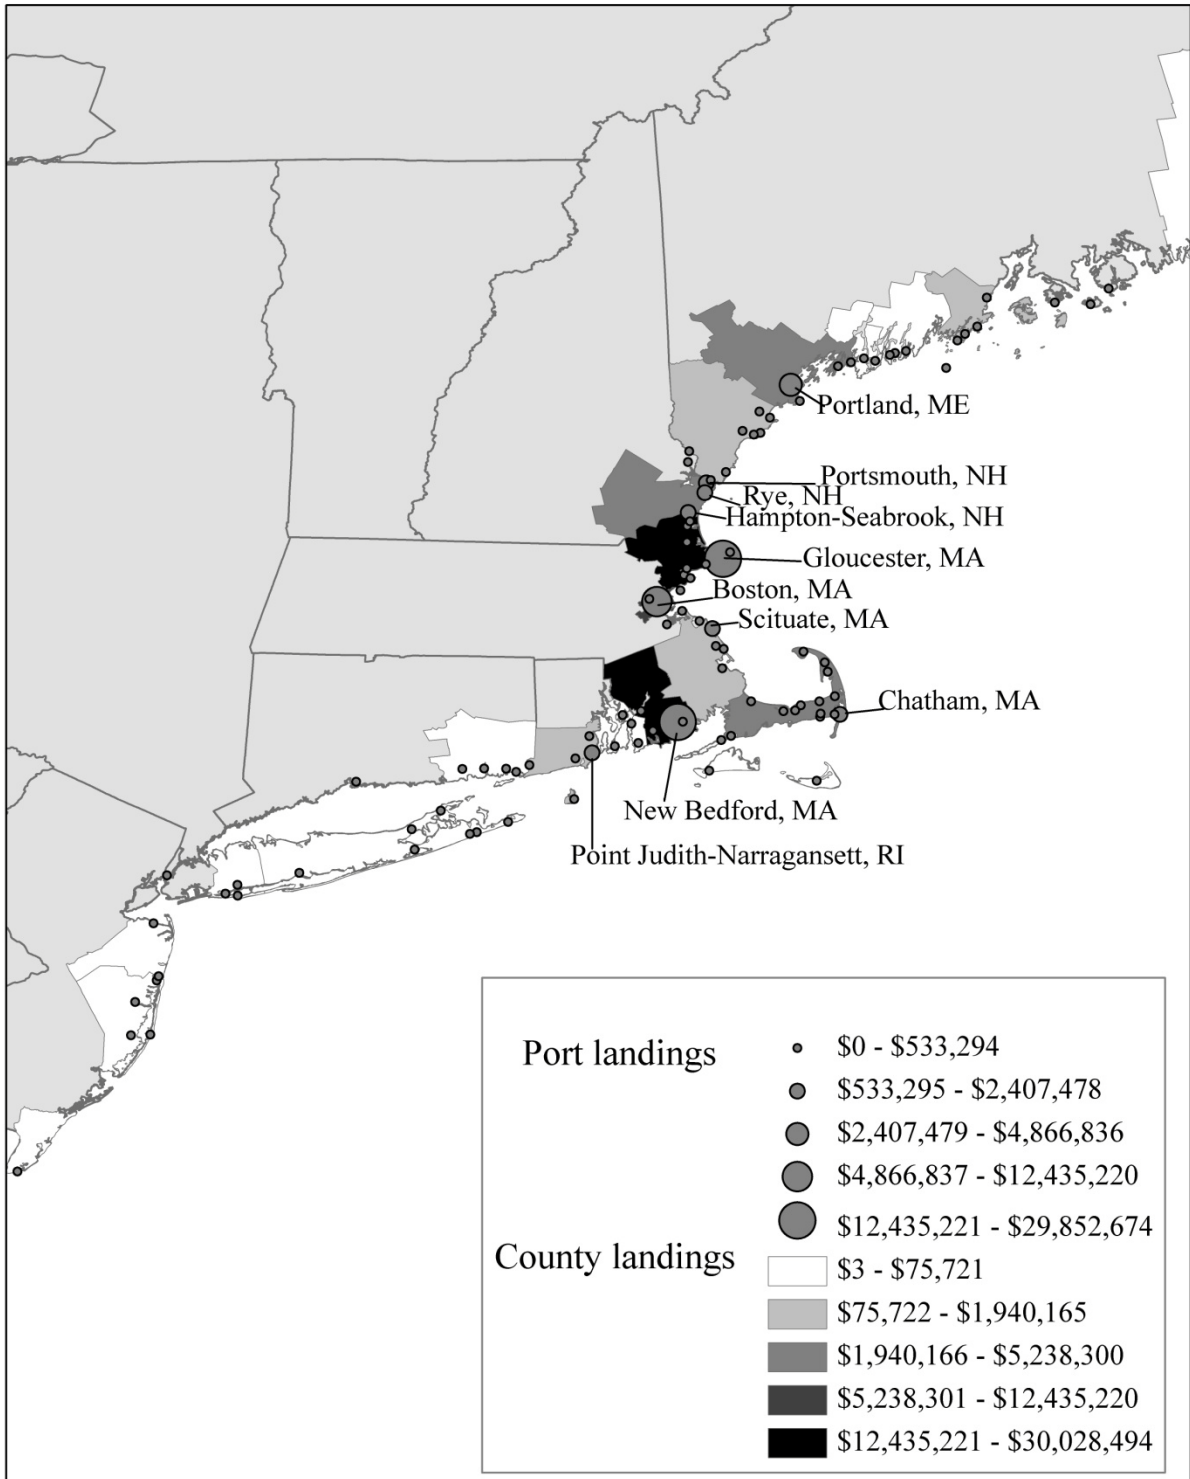 Portland, ME
Portsmouth, NH
Rye, NH
Hampton-Seabrook, NH
Gloucester, MA
Boston, MA
Scituate, MA
Chatham, MA
New Bedford, MA
Point Judith-Narragansett, RI
Port landings
$0 - $533,294
$533,295 - $2,407,478
$2,407,479 - $4,866,836
$4,866,837 - $12,435,220
$12,435,221 - $29,852,674
County landings
$3 - $75,721
$75,722 - $1,940,165
$1,940,166 - $5,238,300
$5,238,301 - $12,435,220
$12,435,221 - $30,028,494